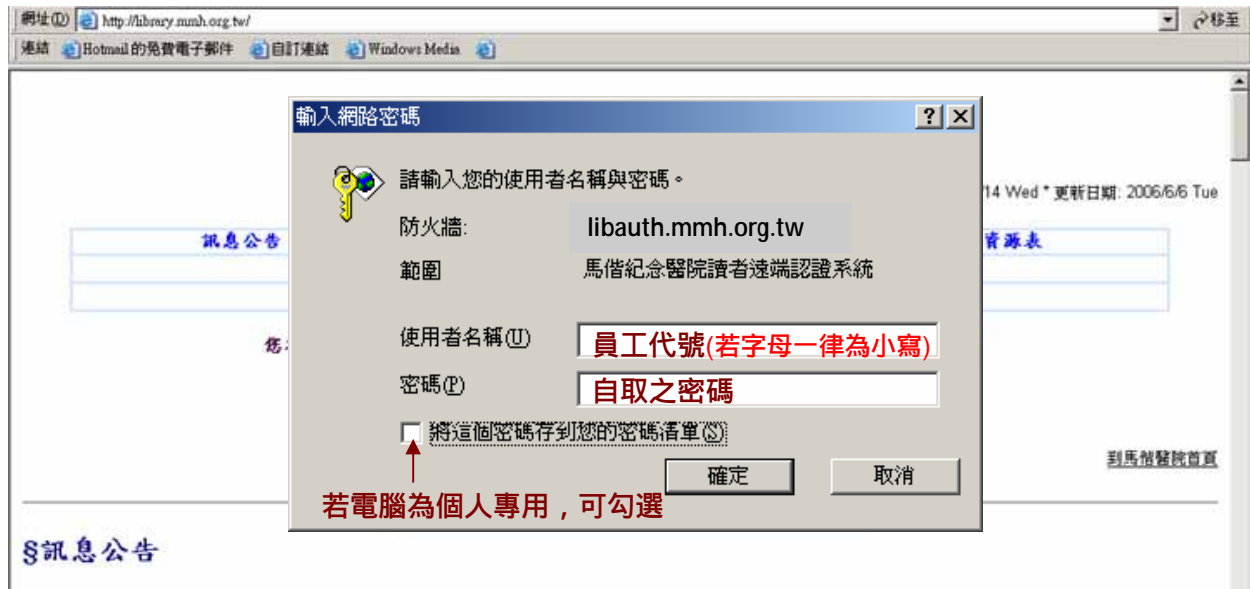 網址(D) http://library.mmh.org.tw/ 移至
連結 Hotmail 的免費電子郵件 自訂連結 Windows Media
輸入網路密碼
請輸入您的使用者名稱與密碼。
14 Wed * 更新日期: 2006/6/6 Tue
防火牆: libauth.mmh.org.tw
訊息公告 資源表
範圍 馬偕紀念醫院讀者遠端認證系統
使用者名稱(U) 員工代號(若字母一律為小寫)
密碼(P) 自取之密碼
將這個密碼存到您的密碼清單(S)
到馬偕醫院首頁
確定 取消
若電腦為個人專用，可勾選
§訊息公告